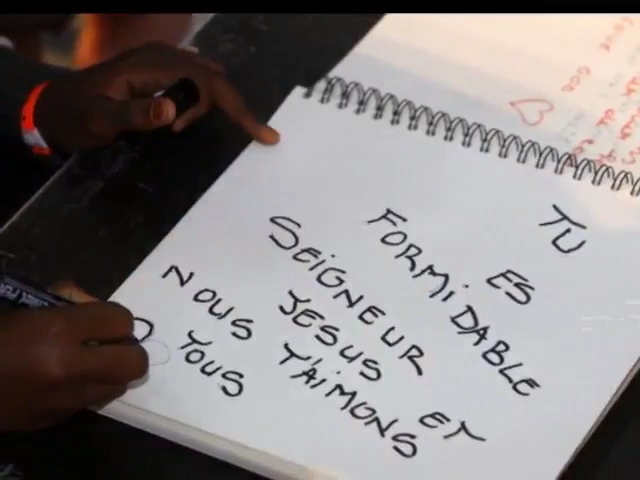 TU
ES
FORMIDABLE
SEIGNEUR
JESUS ET
NOUS T'AIMONS
TOUS